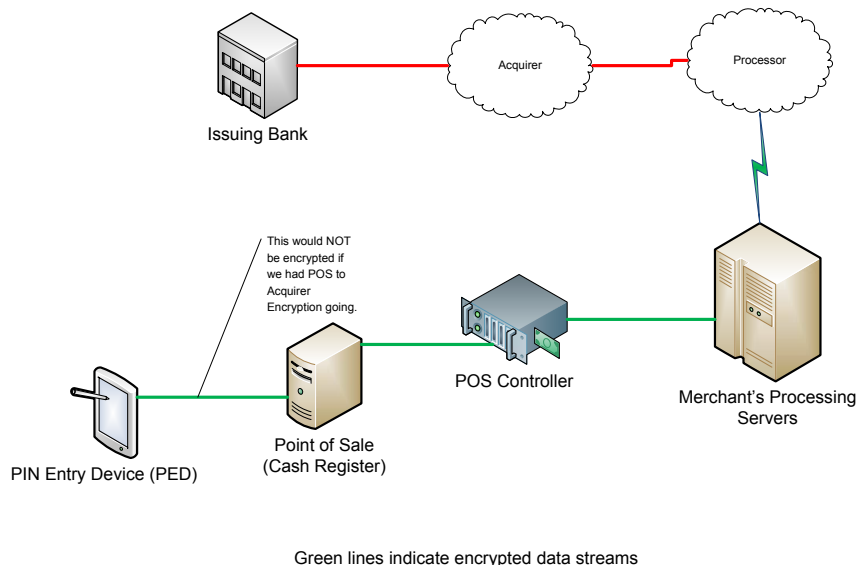 Acquirer
Processor
Issuing Bank
This would NOT
be encrypted if
we had POS to
Acquirer
Encryption going.
POS Controller
Merchant’s Processing
Servers
Point of Sale
(Cash Register)
PIN Entry Device (PED)
Green lines indicate encrypted data streams